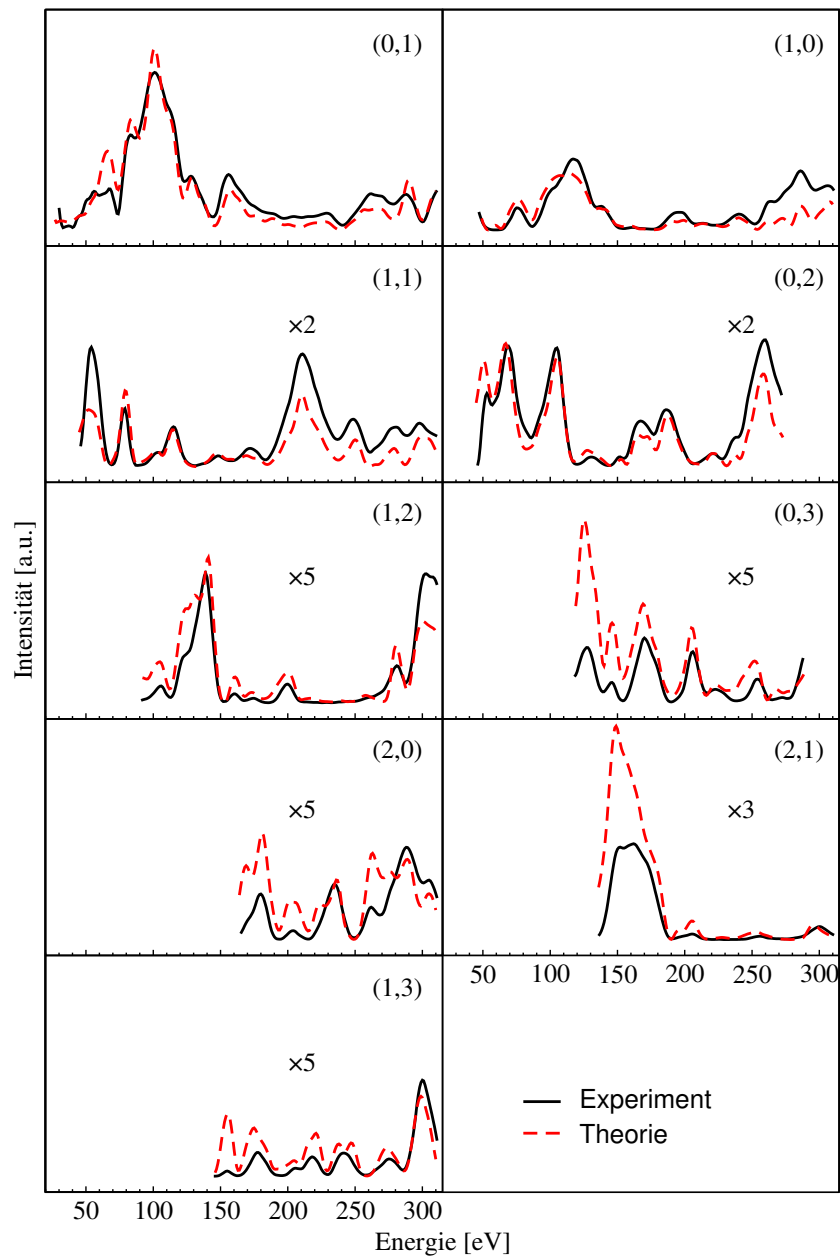 (0,1)
(1,0)
(1,1)
×2
(0,2)
×2
(1,2)
×5
(0,3)
×5
(2,0)
×5
(2,1)
×3
50 100 150 200 250 300
(1,3)
×5
Experiment
Theorie
50 100 150 200 250 300
Energie [eV]
Intensität [a.u.]